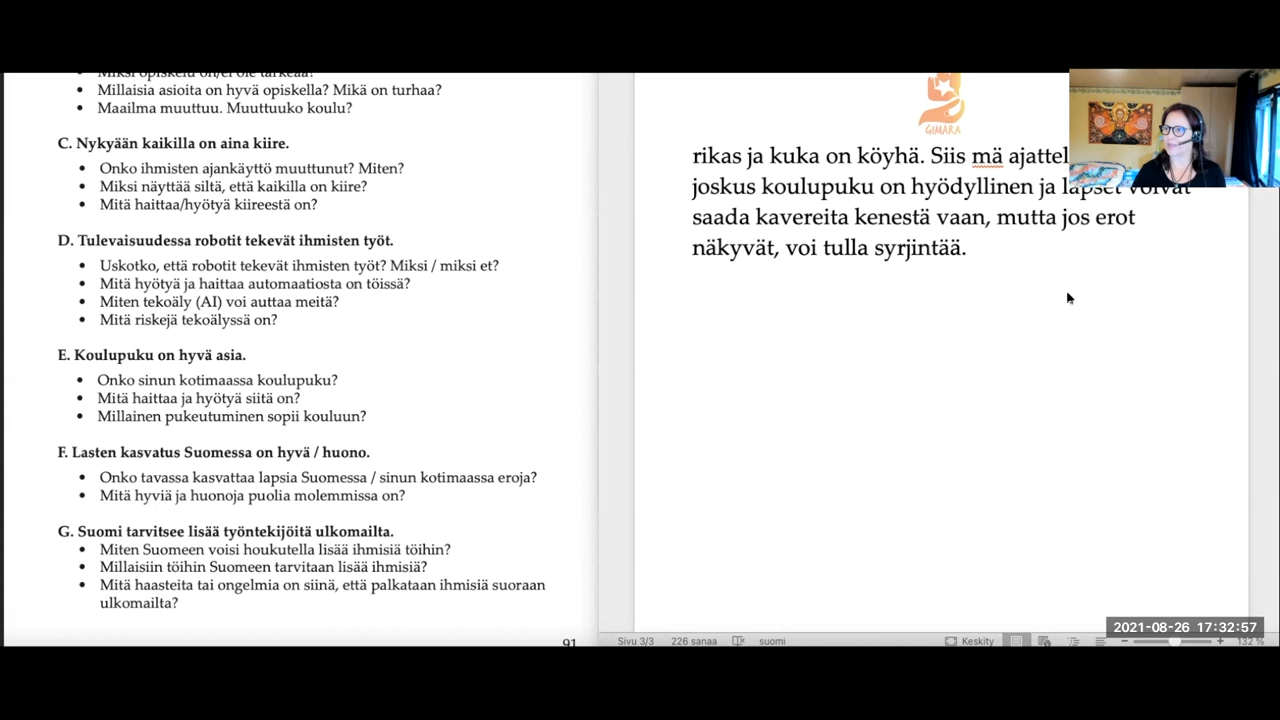 Miksi opiskelu on/ei ole tärkeää?
Millaisia asioita on hyvä opiskella? Mikä on turhaa?
Maailma muuttuu. Muuttuuko koulu?
C. Nykyään kaikilla on aina kiire.
Onko ihmisten ajankäyttö muuttunut? Miten?
Miksi näyttää siltä, että kaikilla on kiire?
Mitä haittaa/hyötyä kiireestä on?
D. Tulevaisuudessa robotit tekevät ihmisten työt.
Uskotko, että robotit tekevät ihmisten työt? Miksi / miksi et?
Mitä hyötyä ja haittaa automaatiosta on töissä?
Miten tekoäly (AI) voi auttaa meitä?
Mitä riskejä tekoälyssä on?
E. Koulupuku on hyvä asia.
Onko sinun kotimaassa koulupuku?
Mitä haittaa ja hyötyä siitä on?
Millainen pukeutuminen sopii kouluun?
F. Lasten kasvatus Suomessa on hyvä / huono.
Onko tavassa kasvattaa lapsia Suomessa / sinun kotimaassa eroja?
Mitä hyviä ja huonoja puolia molemmissa on?
G. Suomi tarvitsee lisää työntekijöitä ulkomailta.
Miten Suomeen voisi houkutella lisää ihmisiä töihin?
Millaisiin töihin Suomeen tarvitaan lisää ihmisiä?
Mitä haasteita tai ongelmia on siinä, että palkataan ihmisiä suoraan
ulkomailta?
91
GIMARA
rikas ja kuka on köyhä. Siis mä ajattel
joskus koulupuku on hyödyllinen ja lapset voivat
saada kavereita kenestä vaan, mutta jos erot
näkyvät, voi tulla syrjintää.
2021-08-26 17:32:57
Sivu 3/3 226 sanaa suomi Keskity 132 %